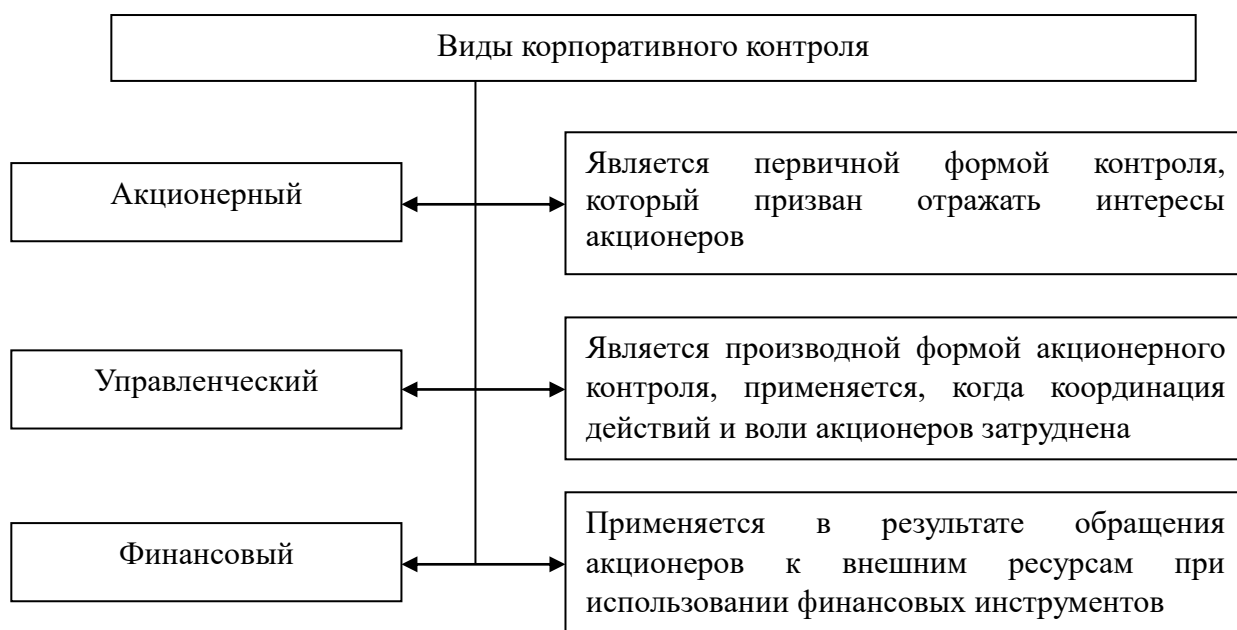 Виды корпоративного контроля
Акционерный
Является первичной формой контроля,
который призван отражать интересы
акционеров
Управленческий
Является производной формой акционерного
контроля, применяется, когда координация
действий и воли акционеров затруднена
Финансовый
Применяется в результате обращения
акционеров к внешним ресурсам при
использовании финансовых инструментов